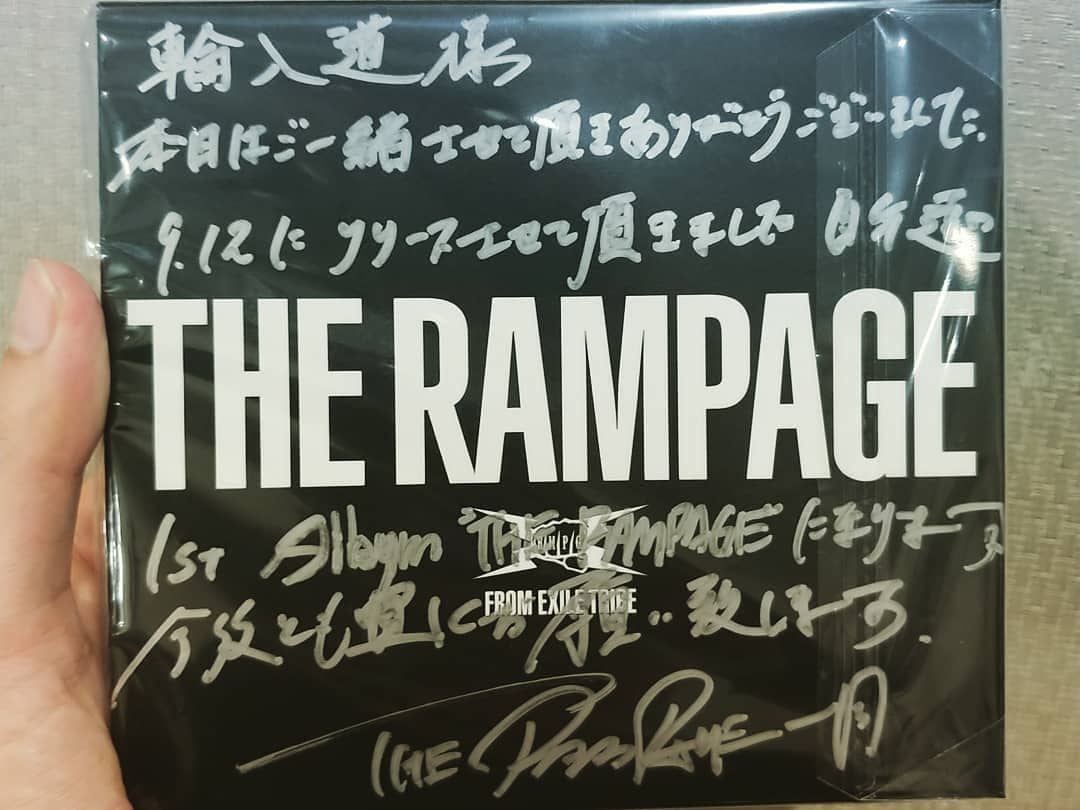 輪入道様
本日はご一緒させて頂きありがとうございました。
9.12にリリースさせて頂きました 自分達の
THE RAMPAGE
1st Album "THE RAMPAGE" になります
FROM EXILE TRIBE
今後とも宜しくお願い致します。
THE RAMPAGE 一同